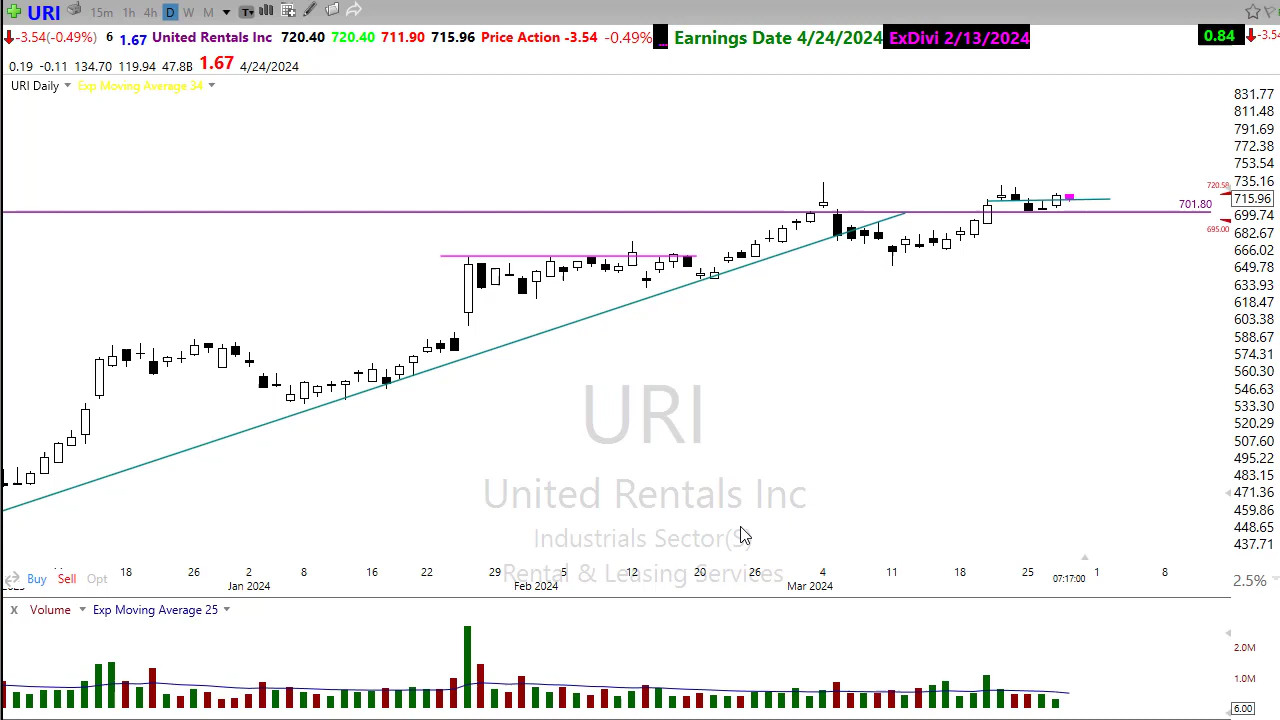 URI 15m 1h 4h D W M T
-3.54(-0.49%) 6 1.67 United Rentals Inc 720.40 720.40 711.90 715.96 Price Action -3.54 -0.49% ... Earnings Date 4/24/2024 ExDivi 2/13/2024 0.84 -3.54
0.19 -0.11 134.70 119.94 47.8B 1.67 4/24/2024
URI Daily Exp Moving Average 34
831.77
811.48
791.69
772.38
753.54
735.16
720.58
715.96
701.80
699.74
695.00
682.67
666.02
649.78
633.93
618.47
603.38
588.67
574.31
560.30
546.63
533.30
520.29
507.60
495.22
483.15
471.36
459.86
448.65
437.71
URI
United Rentals Inc
Industrials Sector(S)
Rental & Leasing Services
18 26 2 8 16 22 29 5 12 20 26 4 11 18 25 1 8
Buy Sell Opt 2.5%
Jan 2024 Feb 2024 Mar 2024 07:17:00
X Volume Exp Moving Average 25
2.0M
1.0M
6.00